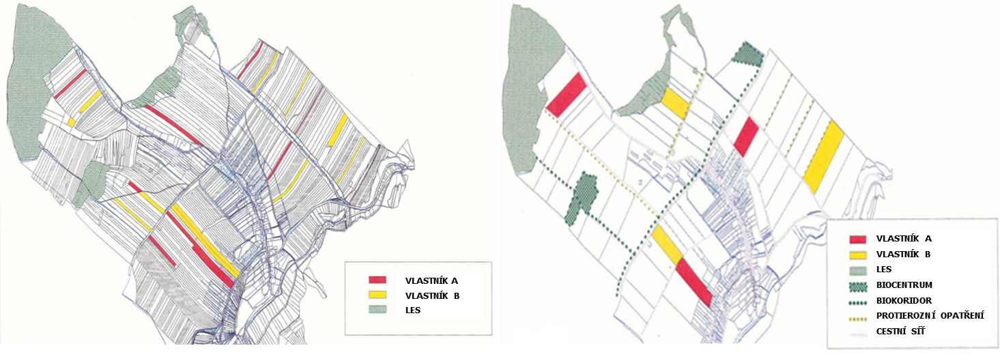 VLASTNÍK A
VLASTNÍK B
LES
VLASTNÍK A
VLASTNÍK B
LES
BIOCENTRUM
BIOKORIDOR
PROTIEROZNÍ OPATŘENÍ
CESTNÍ SÍŤ